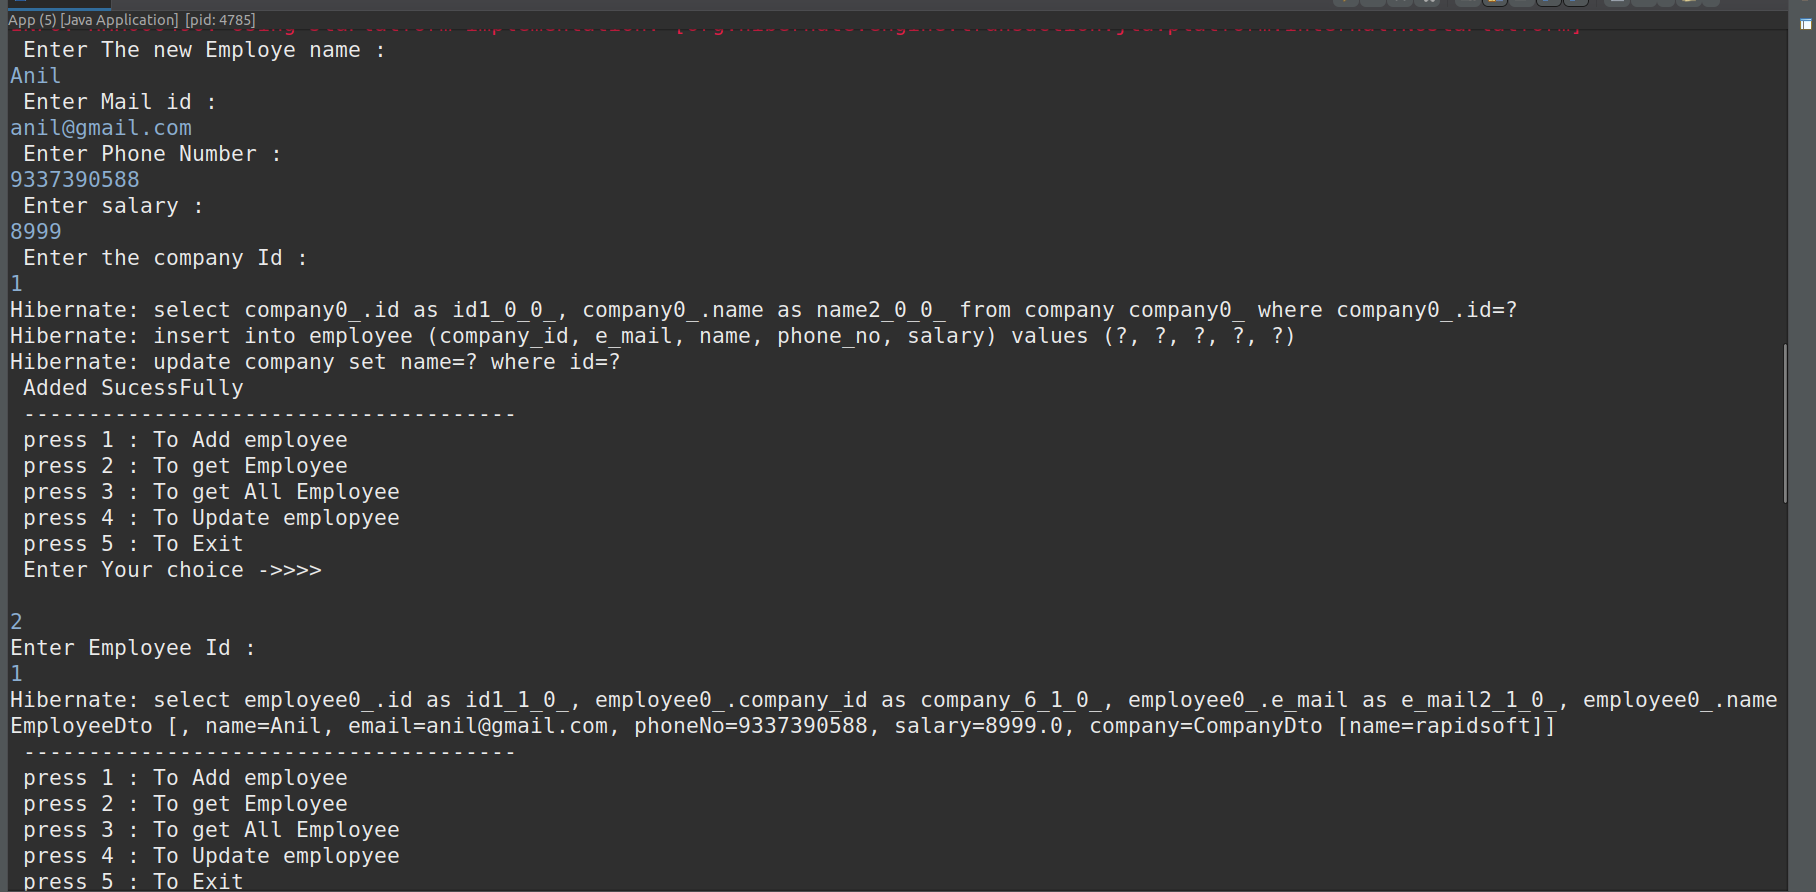 App (5) [Java Application] [pid: 4785]
Enter The new Employe name :
Anil
Enter Mail id :
anil@gmail.com
Enter Phone Number :
9337390588
Enter salary :
8999
Enter the company Id :
1
Hibernate: select company0_.id as id1_0_0_, company0_.name as name2_0_0_ from company company0_ where company0_.id=?
Hibernate: insert into employee (company_id, e_mail, name, phone_no, salary) values (?, ?, ?, ?, ?)
Hibernate: update company set name=? where id=?
Added SucessFully
--------------------------------------
press 1 : To Add employee
press 2 : To get Employee
press 3 : To get All Employee
press 4 : To Update emplopyee
press 5 : To Exit
Enter Your choice ->>>>
2
Enter Employee Id :
1
Hibernate: select employee0_.id as id1_1_0_, employee0_.company_id as company_6_1_0_, employee0_.e_mail as e_mail2_1_0_, employee0_.name
EmployeeDto [, name=Anil, email=anil@gmail.com, phoneNo=9337390588, salary=8999.0, company=CompanyDto [name=rapidsoft]]
--------------------------------------
press 1 : To Add employee
press 2 : To get Employee
press 3 : To get All Employee
press 4 : To Update emplopyee
press 5 : To Exit